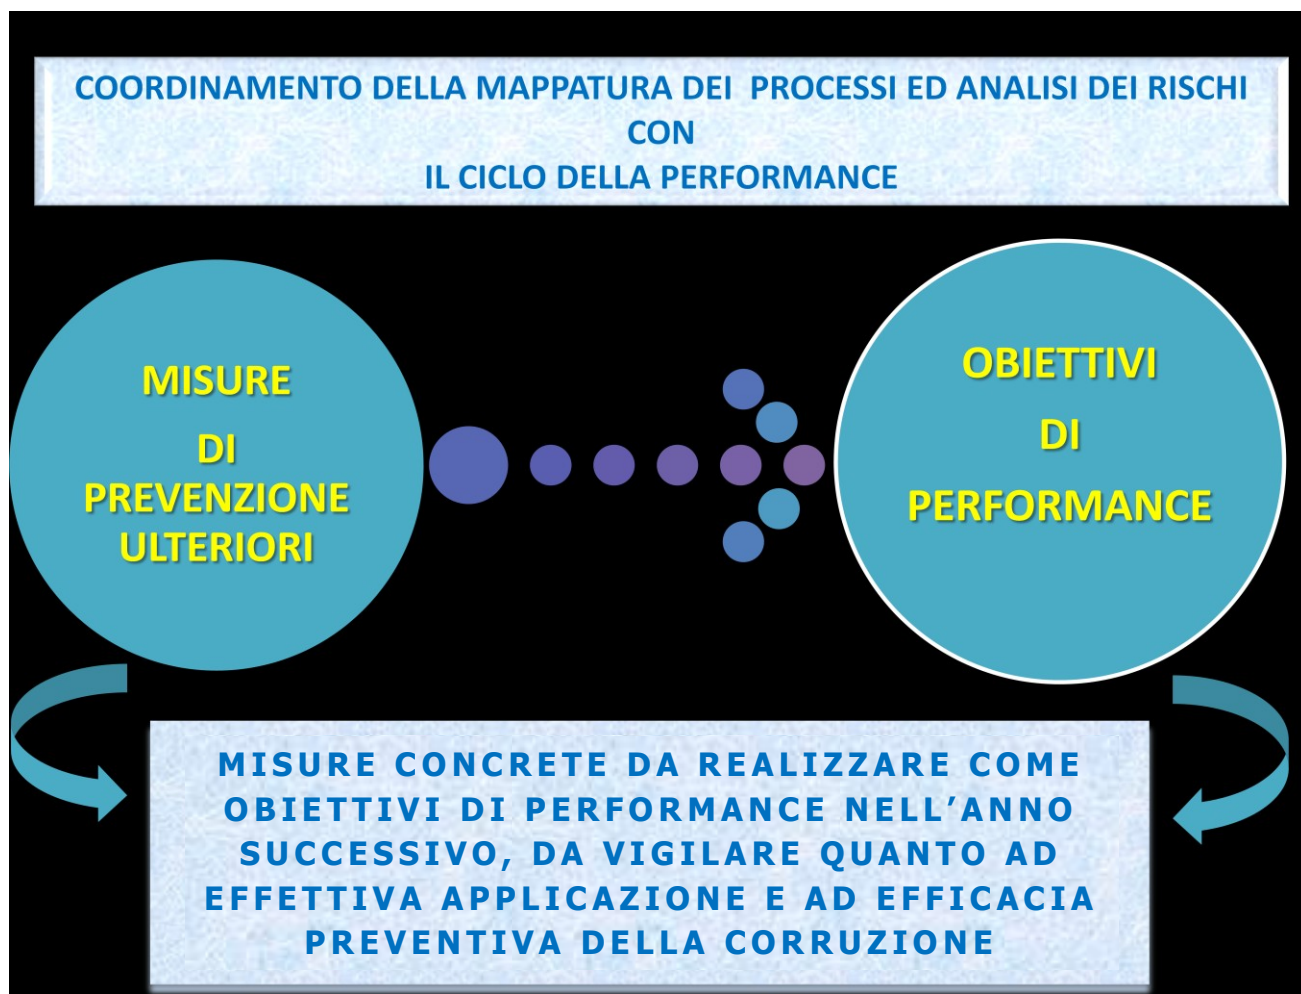 COORDINAMENTO DELLA MAPPATURA DEI PROCESSI ED ANALISI DEI RISCHI
CON
IL CICLO DELLA PERFORMANCE
MISURE
DI
PREVENZIONE
ULTERIORI
OBIETTIVI
DI
PERFORMANCE
MISURE CONCRETE DA REALIZZARE COME
OBIETTIVI DI PERFORMANCE NELL’ANNO
SUCCESSIVO, DA VIGILARE QUANTO AD
EFFETTIVA APPLICAZIONE E AD EFFICACIA
PREVENTIVA DELLA CORRUZIONE